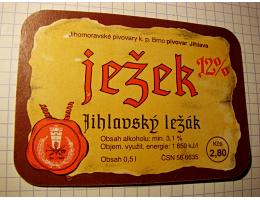 Jihomoravské pivovary k. p. Brno pivovar Jihlava
ježek 12%
Jihlavský ležák
Obsah alkoholu: min. 3,1 %
Objem. využit. energie: 1 850 kJ/l
Obsah 0,5 l
ČSN 56 6635
Kčs
2,80